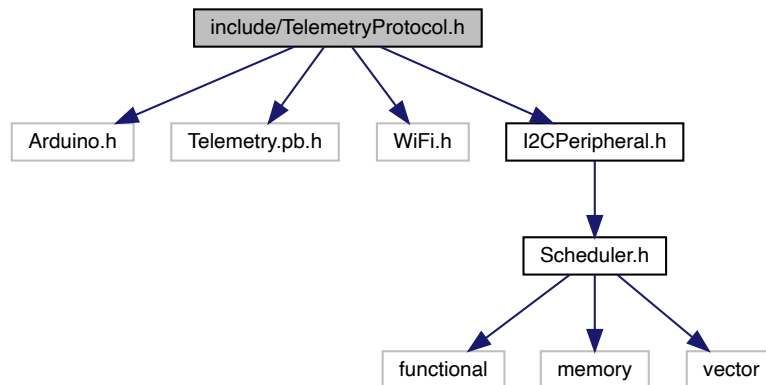 include/TelemetryProtocol.h
Arduino.h
Telemetry.pb.h
WiFi.h
I2CPeripheral.h
Scheduler.h
functional
memory
vector